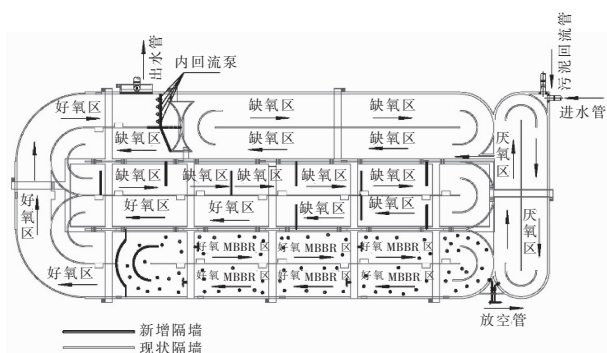 出水管
内回流泵
污泥回流管
进水管
好氧区
缺氧区
缺氧区
缺氧区
缺氧区
缺氧区
缺氧区
厌氧区
缺氧区
缺氧区
缺氧区
缺氧区
好氧区
好氧区
好氧区
缺氧区
缺氧区
厌氧区
好氧区
好氧 MBBR 区
好氧 MBBR 区
好氧 MBBR 区
好氧 MBBR 区
好氧 MBBR 区
好氧 MBBR 区
放空管
新增隔墙
现状隔墙